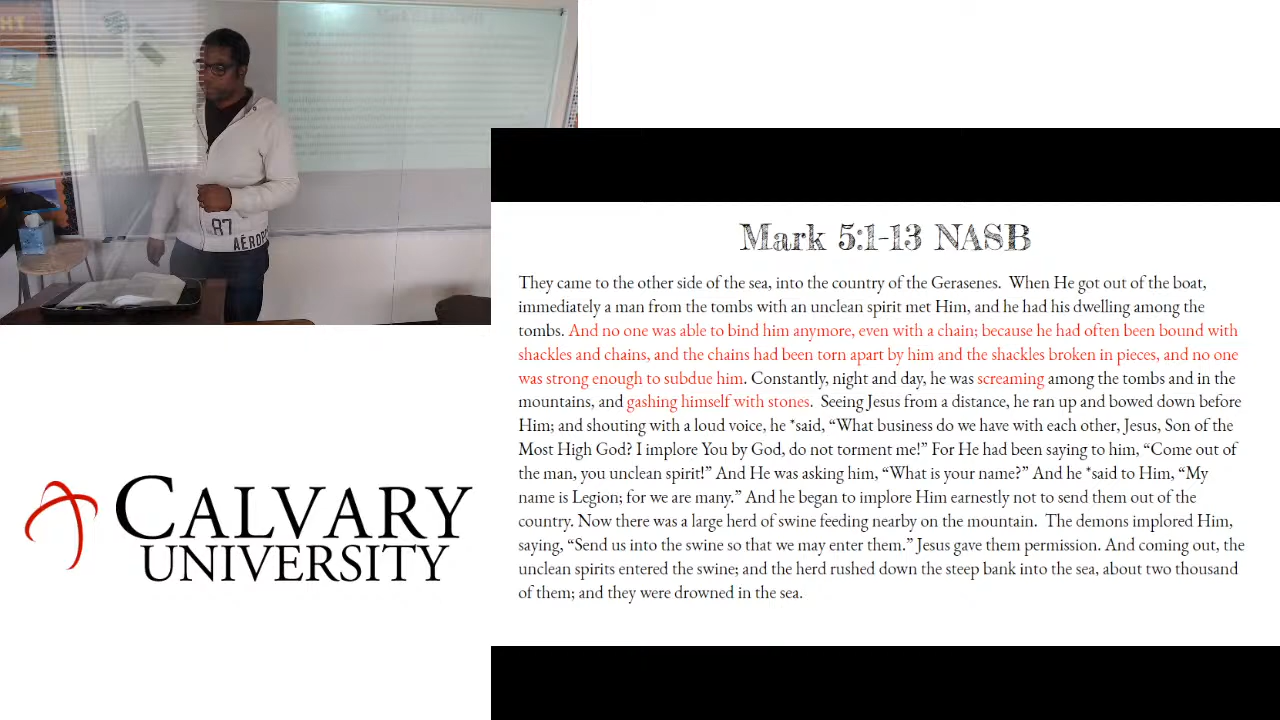 HT
87
AÉROPO
Mark 5:1-13 NASB
They came to the other side of the sea, into the country of the Gerasenes. When He got out of the boat,
immediately a man from the tombs with an unclean spirit met Him, and he had his dwelling among the
tombs. And no one was able to bind him anymore, even with a chain; because he had often been bound with
shackles and chains, and the chains had been torn apart by him and the shackles broken in pieces, and no one
was strong enough to subdue him. Constantly, night and day, he was screaming among the tombs and in the
mountains, and gashing himself with stones. Seeing Jesus from a distance, he ran up and bowed down before
Him; and shouting with a loud voice, he *said, “What business do we have with each other, Jesus, Son of the
Most High God? I implore You by God, do not torment me!” For He had been saying to him, “Come out of
the man, you unclean spirit!” And He was asking him, “What is your name?” And he *said to Him, “My
name is Legion; for we are many.” And he began to implore Him earnestly not to send them out of the
country. Now there was a large herd of swine feeding nearby on the mountain. The demons implored Him,
saying, “Send us into the swine so that we may enter them.” Jesus gave them permission. And coming out, the
unclean spirits entered the swine; and the herd rushed down the steep bank into the sea, about two thousand
of them; and they were drowned in the sea.
CALVARY
UNIVERSITY